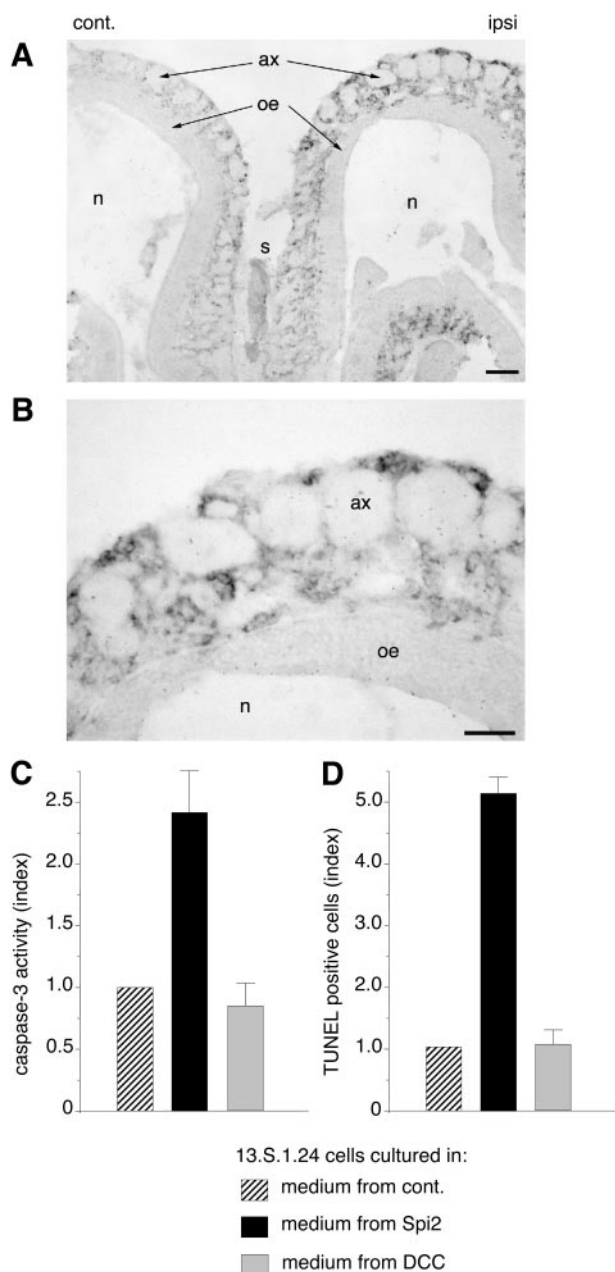 cont. ipsi
A
ax
oe
n n
s
B
ax
oe
n
C D
caspase-3 activity (index)
2.5
2.0
1.5
1.0
0.5
0
TUNEL positive cells (index)
5.0
4.0
3.0
2.0
1.0
0
13.S.1.24 cells cultured in:
medium from cont.
medium from Spi2
medium from DCC